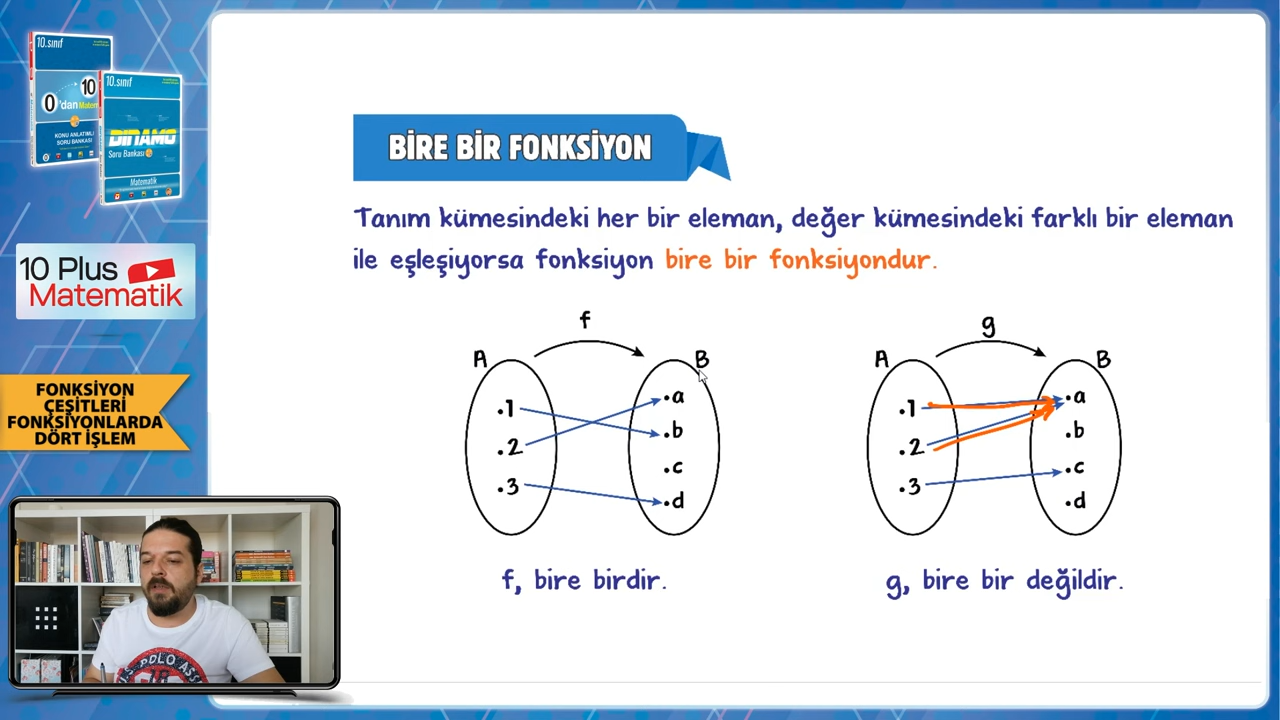 10.sınıf
0'dan 10
KONU ANLATIMLI
SORU BANKASI
10.sınıf
DİNAMO
Soru Bankası
Matematik
10 Plus
Matematik
FONKSİYON
ÇEŞİTLERİ
FONKSİYONLARDA
DÖRT İŞLEM
BİRE BİR FONKSİYON
Tanım kümesindeki her bir eleman, değer kümesindeki farklı bir eleman
ile eşleşiyorsa fonksiyon bire bir fonksiyondur.
f
A B
.1 .a
.2 .b
.3 .c
.d
f, bire birdir.
g
A B
.1 .a
.2 .b
.3 .c
.d
g, bire bir değildir.